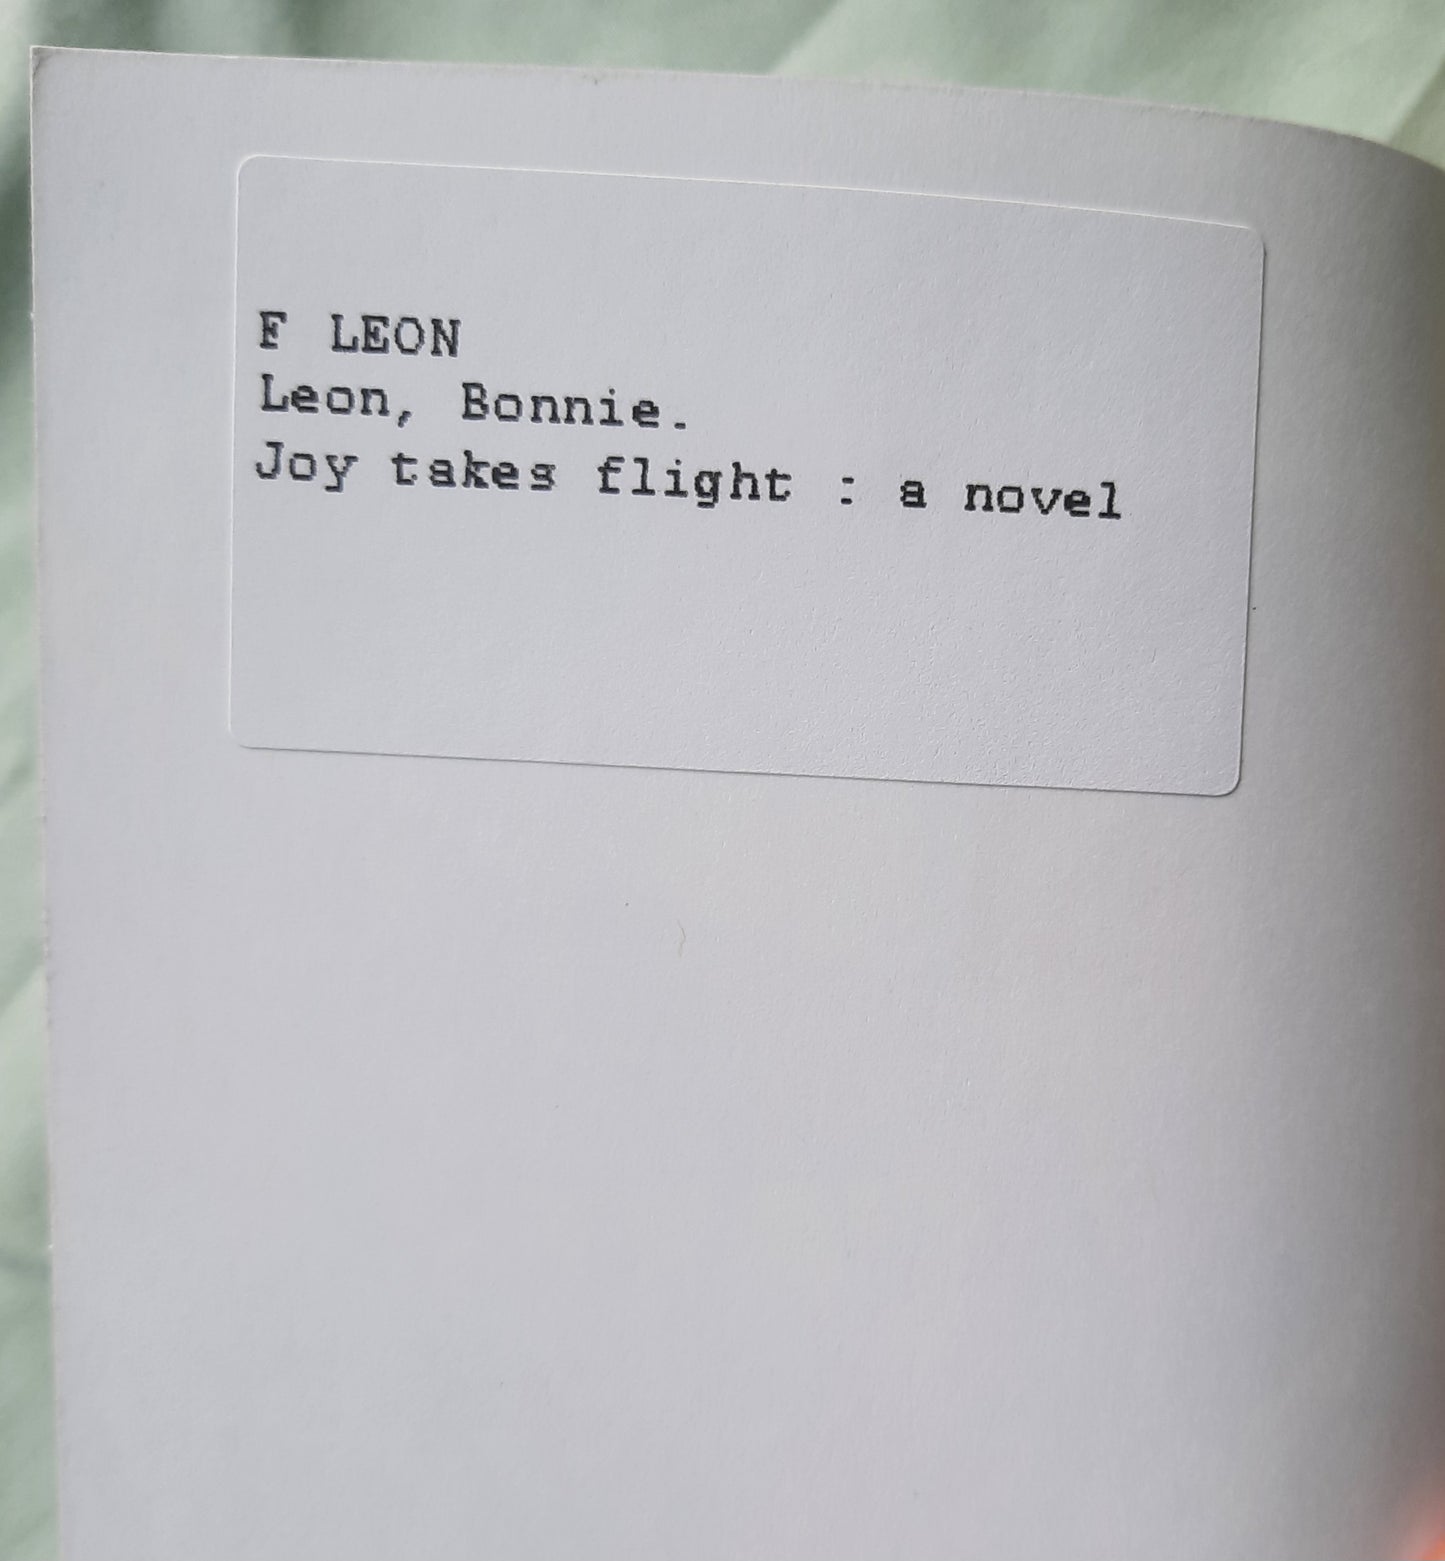 F LEON
Leon, Bonnie.
Joy takes flight : a novel